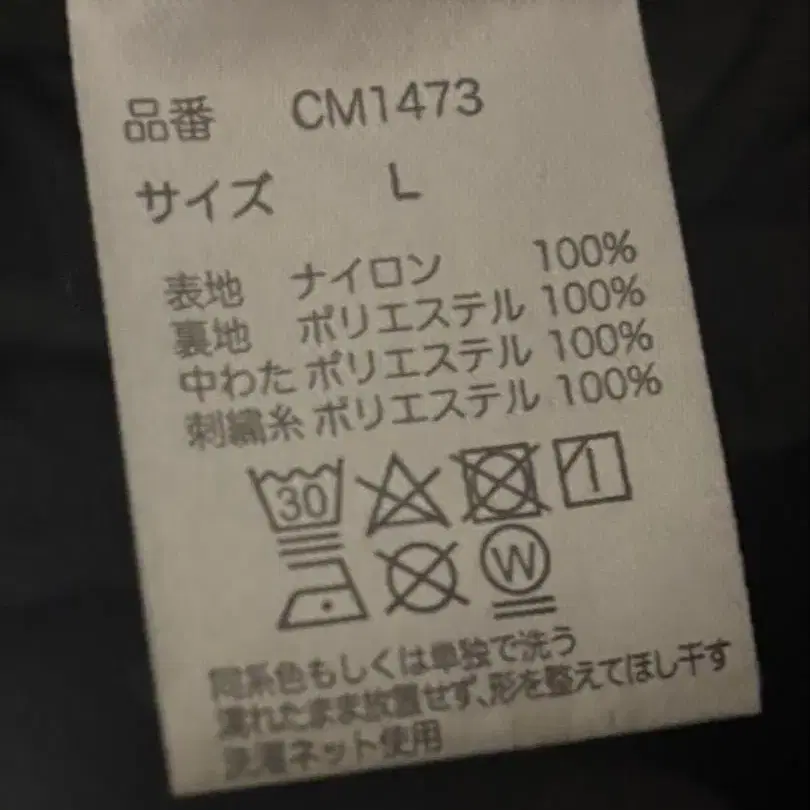 品番 CM1473
サイズ L
表地 ナイロン 100%
裏地 ポリエステル 100%
中わた ポリエステル 100%
刺繍糸 ポリエステル 100%
30
W
同系色もしくは単独で洗う
濡れたまま放置せず、形を整えてほし干す
洗濯ネット使用